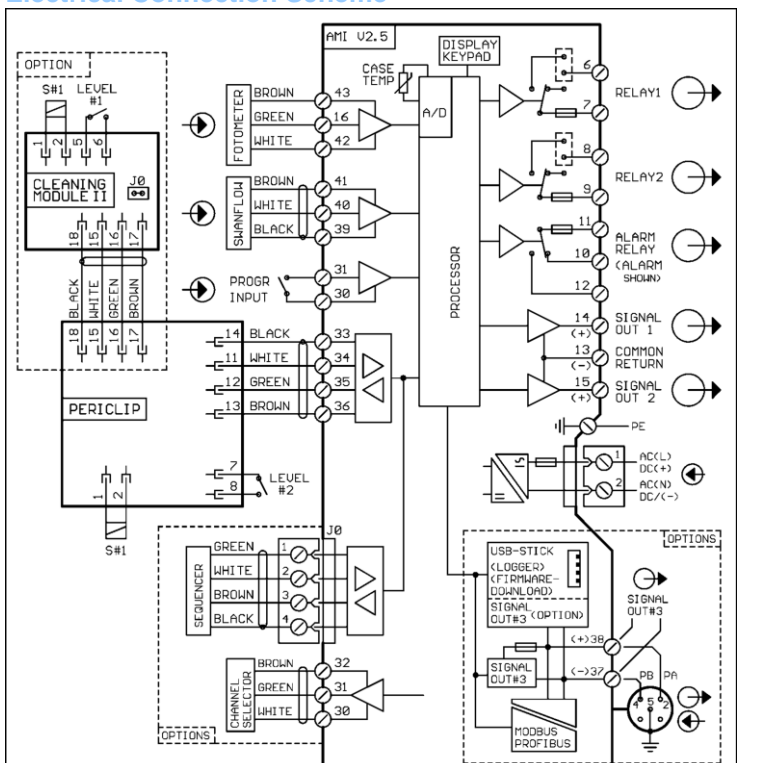 Electrical Connection Scheme
AMI V2.5
DISPLAY
KEYPAD
CASE
TEMP
A/D
PROCESSOR
OPTION
S#1
LEVEL
#1
1
2
5
6
CLEANING
MODULE II
J0
18
15
16
17
BLACK
WHITE
GREEN
BROWN
18
15
16
17
PERICLIP
14 BLACK 33
11 WHITE 34
12 GREEN 35
13 BROWN 36
7
8
LEVEL
#2
1
2
S#1
FOTOMETER
BROWN 43
GREEN 16
WHITE 42
SWANFLOW
BROWN 41
WHITE 40
BLACK 39
PROGR
INPUT
31
30
6
RELAY1
7
8
RELAY2
9
11
ALARM
RELAY
10
(ALARM
SHOWN)
12
14
(+)
SIGNAL
OUT 1
13
(-)
COMMON
RETURN
15
(+)
SIGNAL
OUT 2
PE
1
AC(L)
DC(+)
2
AC(N)
DC/(-)
J0
SEQUENCER
GREEN 1
WHITE 2
BROWN 3
BLACK 4
CHANNEL
SELECTOR
BROWN 32
GREEN 31
WHITE 30
OPTIONS
OPTIONS
USB-STICK
(LOGGER)
(FIRMWARE-
DOWNLOAD)
SIGNAL
OUT#3 (OPTION)
SIGNAL
OUT#3
(+)38
SIGNAL
OUT#3
(-)37
PB PA
4 5 2
MODBUS
PROFIBUS